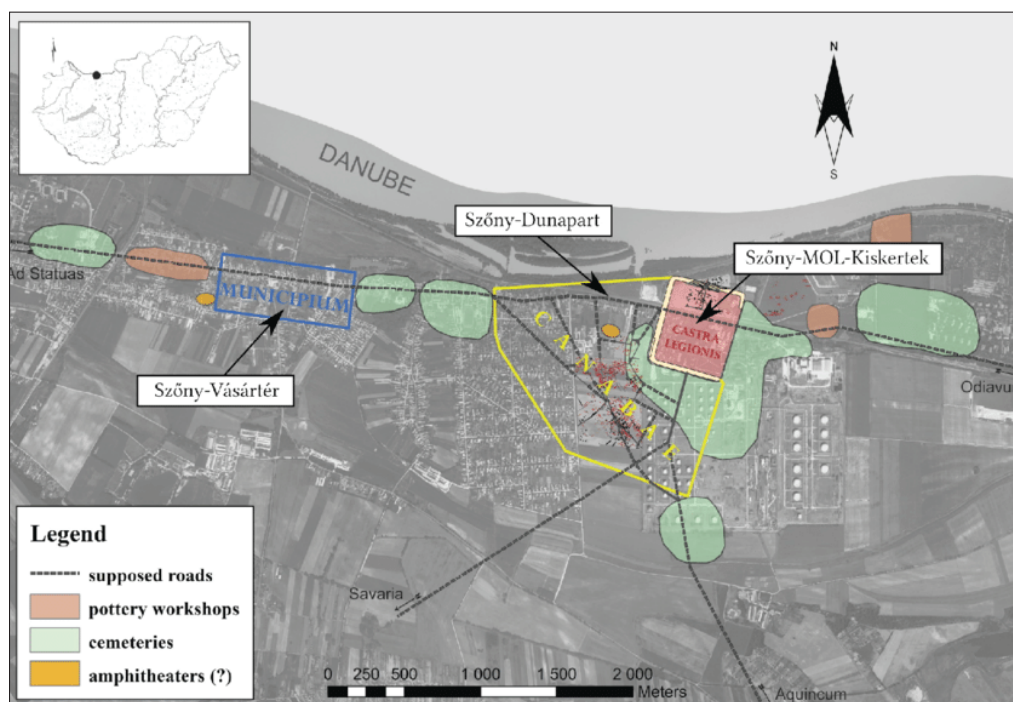 N
S
DANUBE
Szőny-Dunapart
Szőny-MOL-Kiskertek
Ad Statuas
MUNICIPIUM
CANABAE
CASTRA
LEGIONIS
Szőny-Vásártér
Odiavum
Legend
supposed roads
pottery workshops
cemeteries
amphitheaters (?)
Savaria
0 250 500 1 000 1 500 2 000
Meters
Aquincum